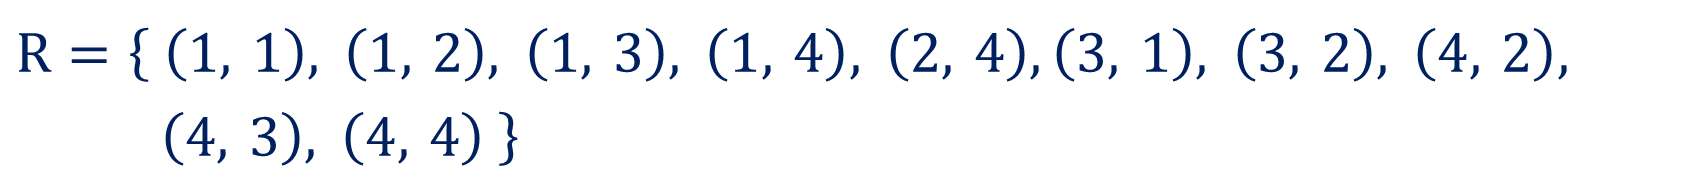 R = { (1, 1), (1, 2), (1, 3), (1, 4), (2, 4), (3, 1), (3, 2), (4, 2),
(4, 3), (4, 4) }